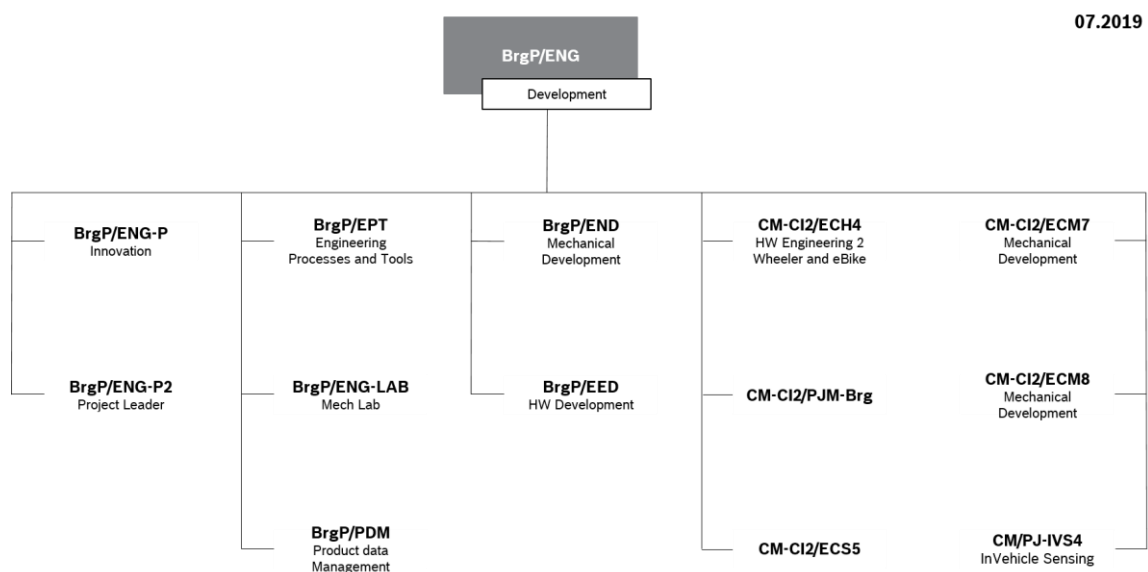 07.2019
BrgP/ENG
Development
BrgP/ENG-P
Innovation
BrgP/EPT
Engineering
Processes and Tools
BrgP/END
Mechanical
Development
CM-CI2/ECH4
HW Engineering 2
Wheeler and eBike
CM-CI2/ECM7
Mechanical
Development
BrgP/ENG-P2
Project Leader
BrgP/ENG-LAB
Mech Lab
BrgP/EED
HW Development
CM-CI2/PJM-Brg
CM-CI2/ECM8
Mechanical
Development
BrgP/PDM
Product data
Management
CM-CI2/ECS5
CM/PJ-IVS4
InVehicle Sensing